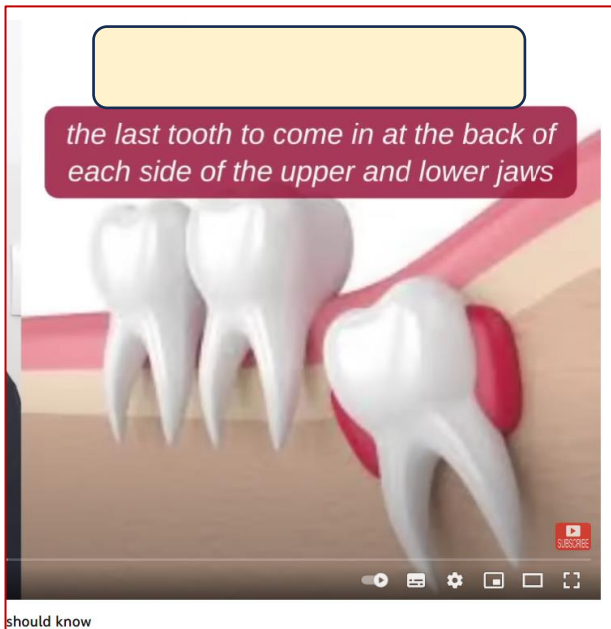 the last tooth to come in at the back of
each side of the upper and lower jaws
SUBSCRIBE
should know